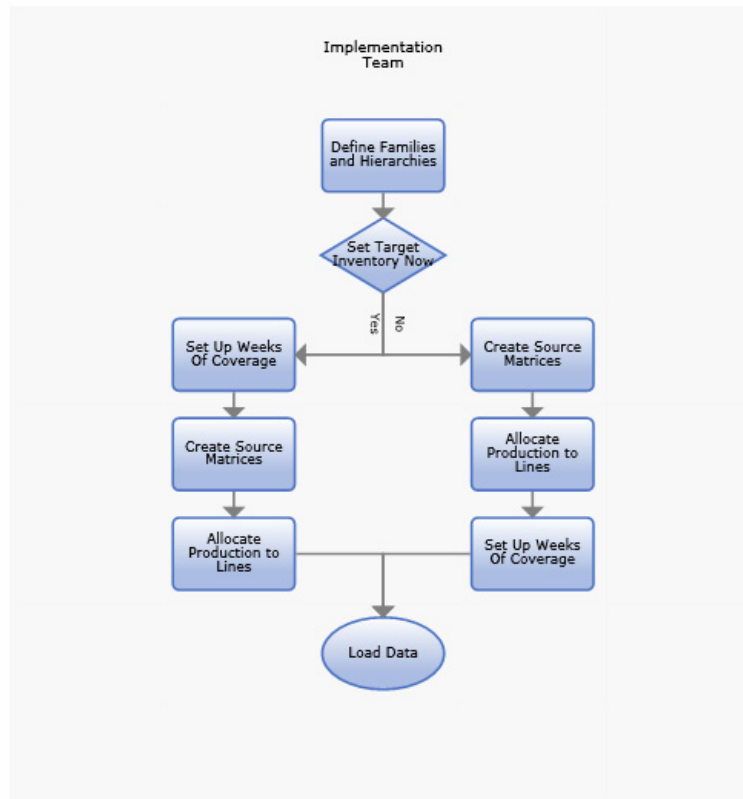 Implementation
Team
Define Families
and Hierarchies
Set Target
Inventory Now
Yes
No
Set Up Weeks
Of Coverage
Create Source
Matrices
Create Source
Matrices
Allocate
Production to
Lines
Allocate
Production to
Lines
Set Up Weeks
Of Coverage
Load Data